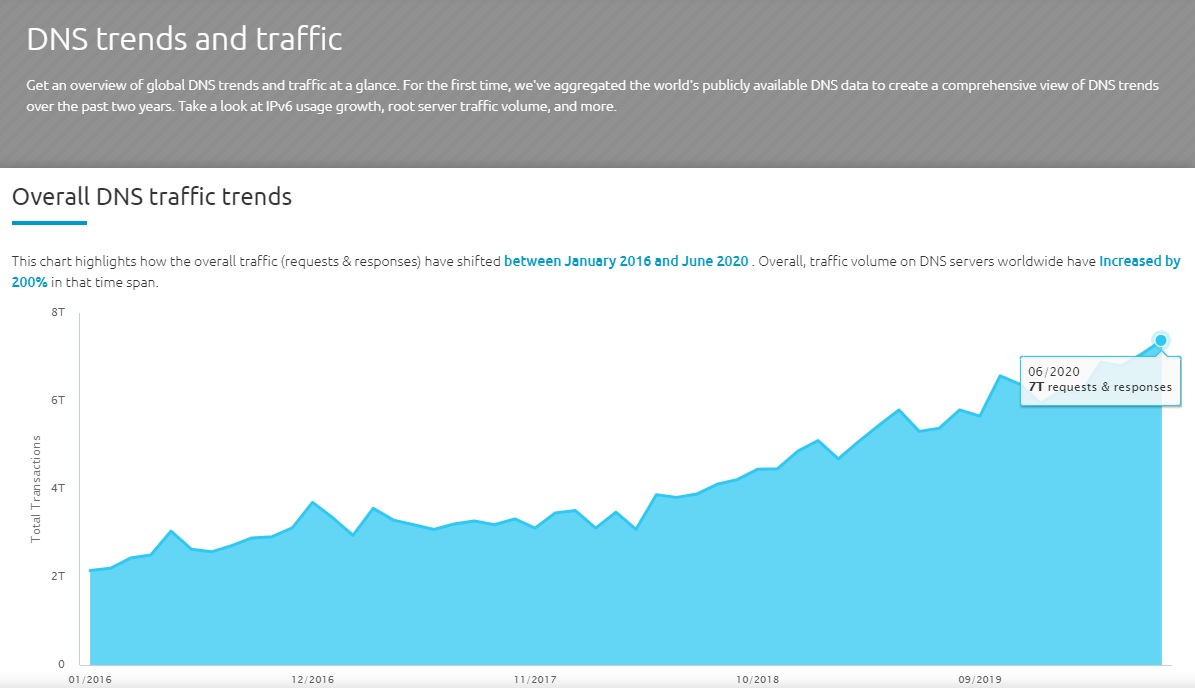 DNS trends and traffic
Get an overview of global DNS trends and traffic at a glance. For the first time, we've aggregated the world's publicly available DNS data to create a comprehensive view of DNS trends
over the past two years. Take a look at IPv6 usage growth, root server traffic volume, and more.
Overall DNS traffic trends
This chart highlights how the overall traffic (requests & responses) have shifted between January 2016 and June 2020 . Overall, traffic volume on DNS servers worldwide have Increased by
200% in that time span.
8T
06/2020
7T requests & responses
6T
Total Transactions
4T
2T
0
01/2016 12/2016 11/2017 10/2018 09/2019